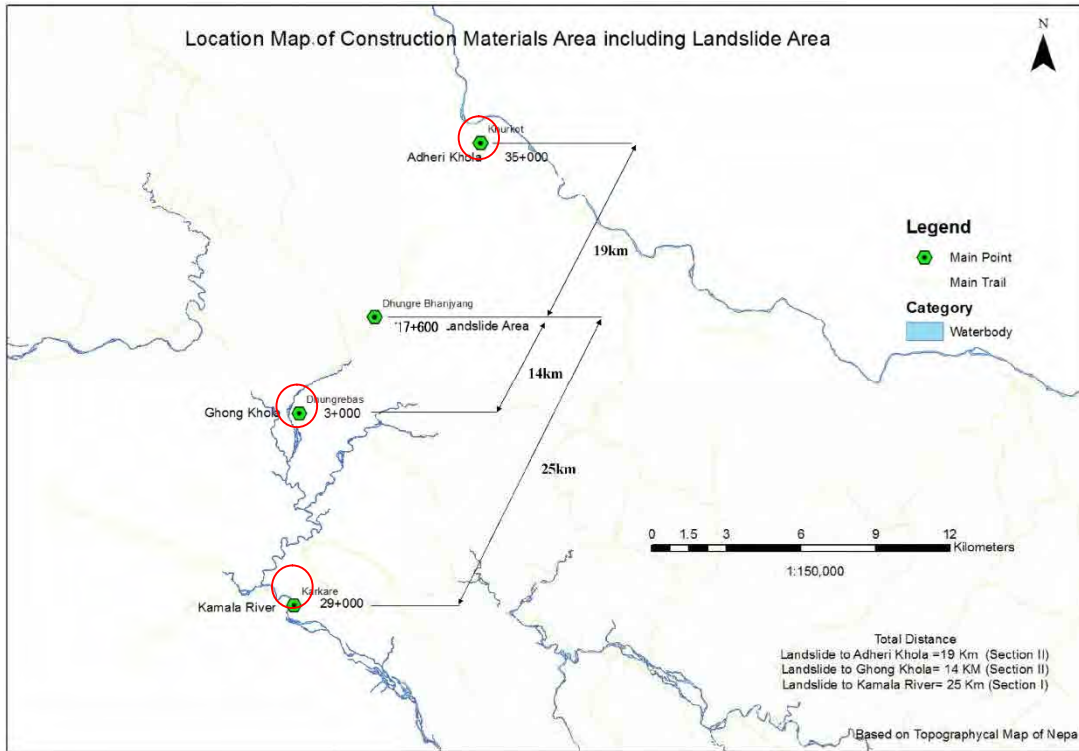 Location Map of Construction Materials Area including Landslide Area
N
Khurkot
Adheri Khola 35+000
19km
Legend
Main Point
Main Trail
Category
Waterbody
Dhungre Bhanjyang
17+600 Landslide Area
14km
Dhungrebas
Ghong Khola 3+000
25km
0 1.5 3 6 9 12
Kilometers
1:150,000
Karkare
Kamala River 29+000
Total Distance
Landslide to Adheri Khola =19 Km (Section II)
Landslide to Ghong Khola= 14 KM (Section II)
Landslide to Kamala River= 25 Km (Section I)
Based on Topographycal Map of Nepa